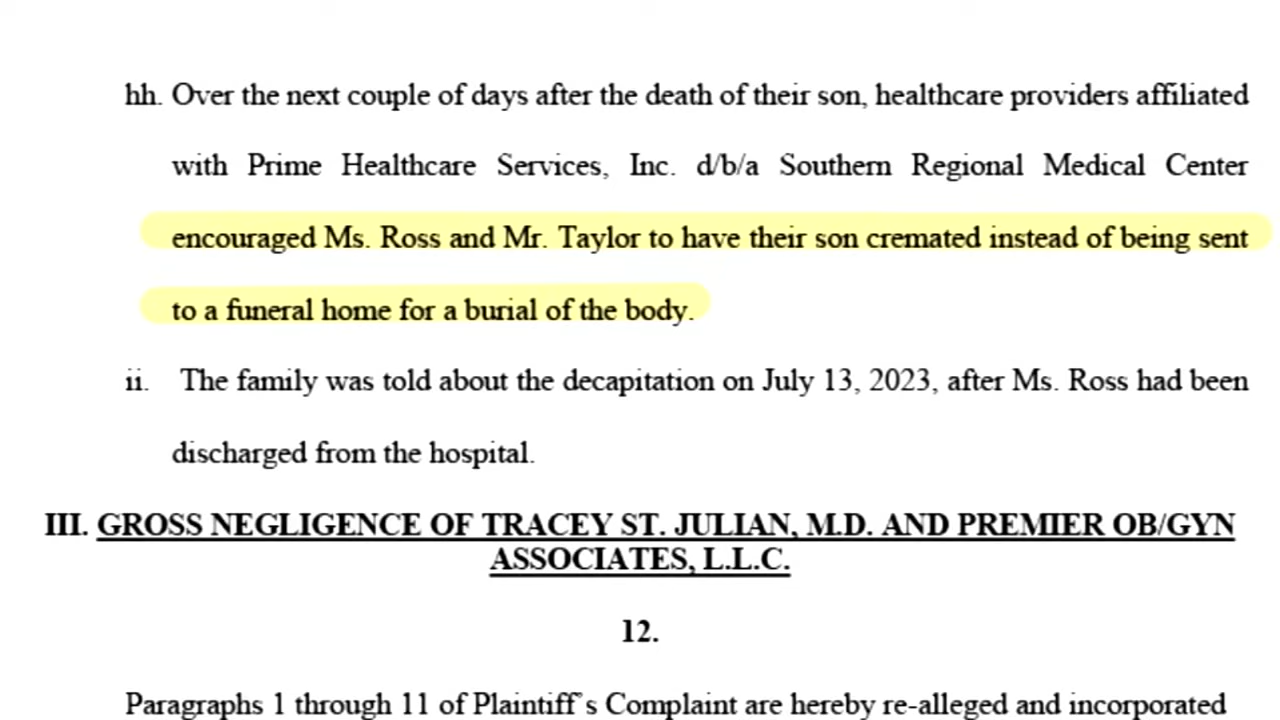 hh. Over the next couple of days after the death of their son, healthcare providers affiliated
with Prime Healthcare Services, Inc. d/b/a Southern Regional Medical Center
encouraged Ms. Ross and Mr. Taylor to have their son cremated instead of being sent
to a funeral home for a burial of the body.
ii. The family was told about the decapitation on July 13, 2023, after Ms. Ross had been
discharged from the hospital.
III. GROSS NEGLIGENCE OF TRACEY ST. JULIAN, M.D. AND PREMIER OB/GYN
ASSOCIATES, L.L.C.
12.
Paragraphs 1 through 11 of Plaintiff's Complaint are hereby re-alleged and incorporated